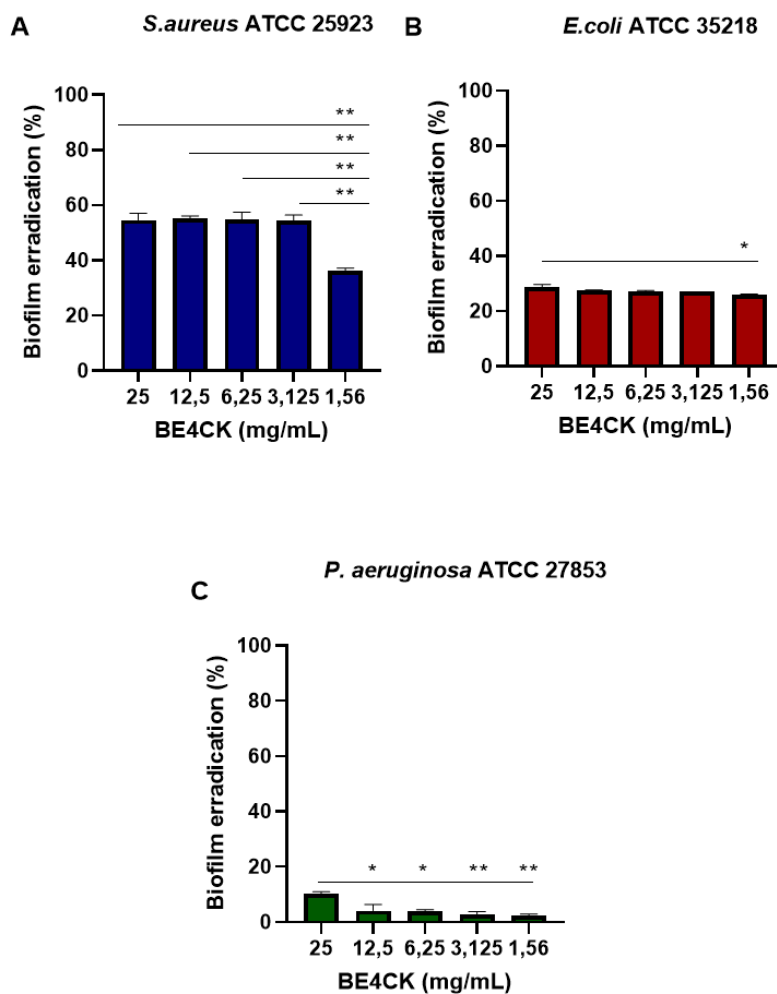 A
S.aureus ATCC 25923
Biofilm erradication (%)
100
80
60
40
20
0
**
**
**
**
25 12,5 6,25 3,125 1,56
BE4CK (mg/mL)
B
E.coli ATCC 35218
Biofilm erradication (%)
100
80
60
40
20
0
*
25 12,5 6,25 3,125 1,56
BE4CK (mg/mL)
C
P. aeruginosa ATCC 27853
Biofilm erradication (%)
100
80
60
40
20
0
* * ** **
25 12,5 6,25 3,125 1,56
BE4CK (mg/mL)